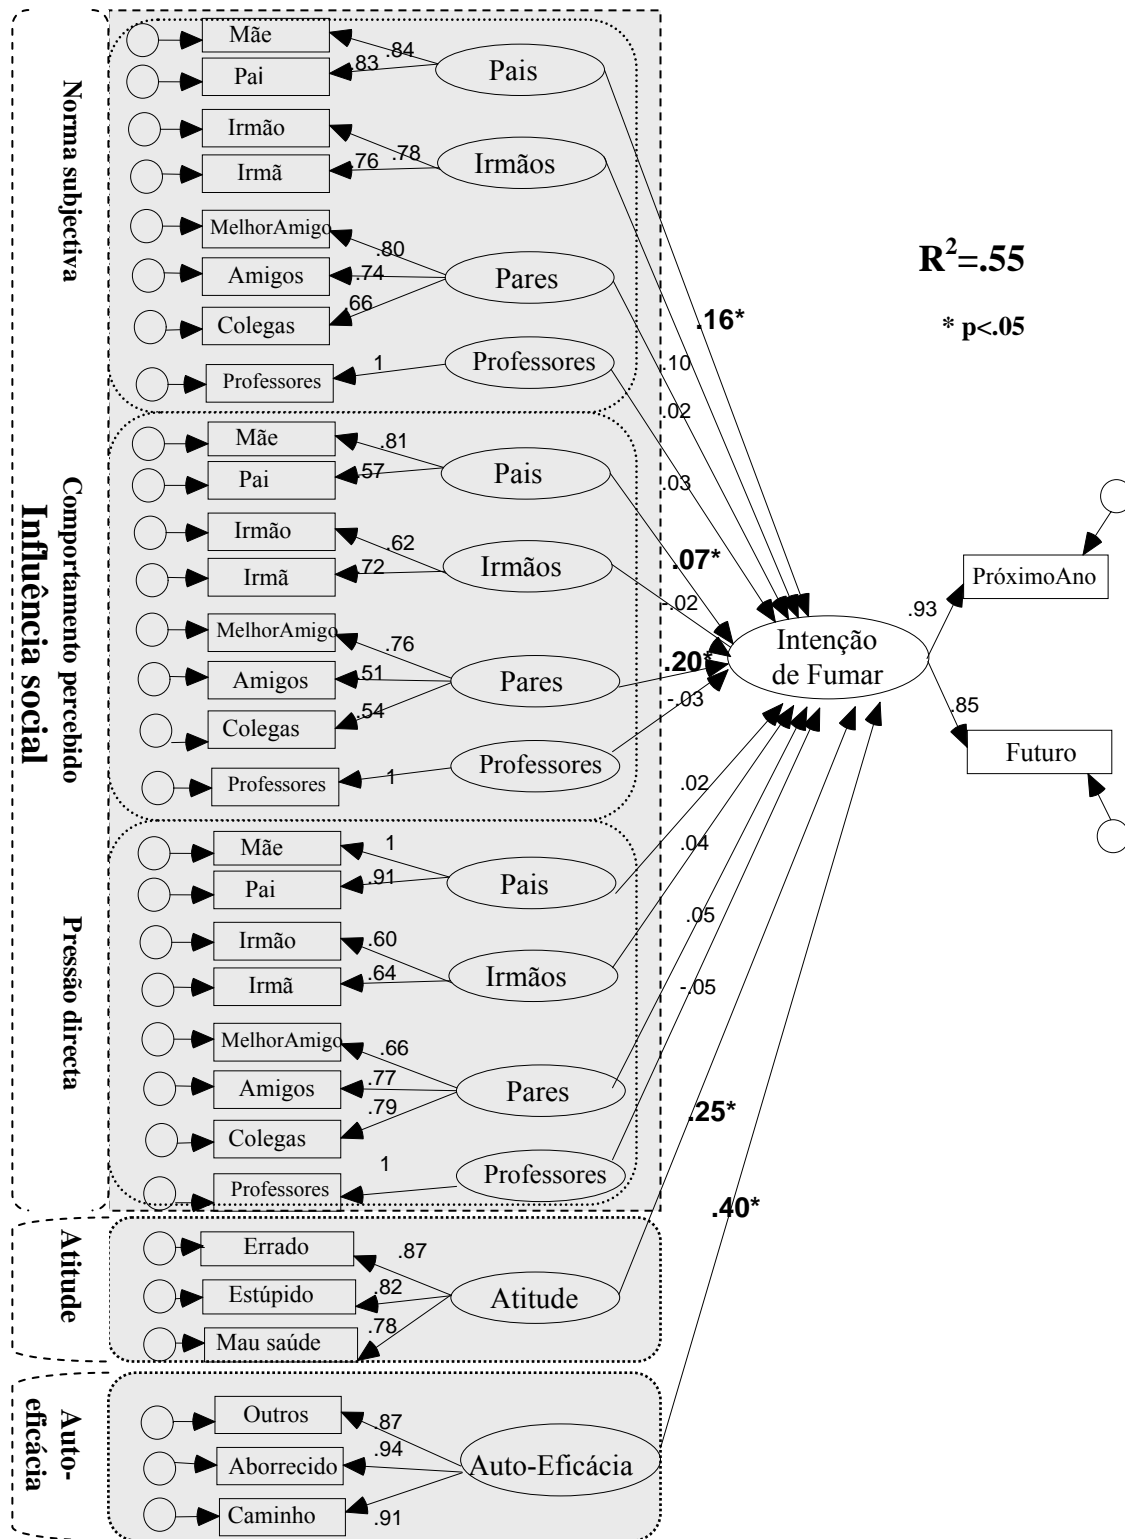 Influência social
Norma subjectiva
Mãe
.84
Pai
.83
Pais
Irmão
.78
Irmã
.76
Irmãos
MelhorAmigo
.80
Amigos
.74
Colegas
.66
Pares
Professores
1
Professores
.16*
.10
.02
.03
R²=.55
* p<.05
Comportamento percebido
Mãe
.81
Pai
.57
Pais
Irmão
.62
Irmã
.72
Irmãos
MelhorAmigo
.76
Amigos
.51
Colegas
.54
Pares
Professores
1
Professores
.07*
-.02
.20*
-.03
Intenção
de Fumar
.93
PróximoAno
.85
Futuro
Pressão directa
Mãe
1
Pai
.91
Pais
Irmão
.60
Irmã
.64
Irmãos
MelhorAmigo
.66
Amigos
.77
Colegas
.79
Pares
Professores
1
Professores
.02
.04
.05
-.05
Atitude
Errado
.87
Estúpido
.82
Mau saúde
.78
Atitude
.25*
Auto-
eficácia
Outros
.87
Aborrecido
.94
Caminho
.91
Auto-Eficácia
.40*